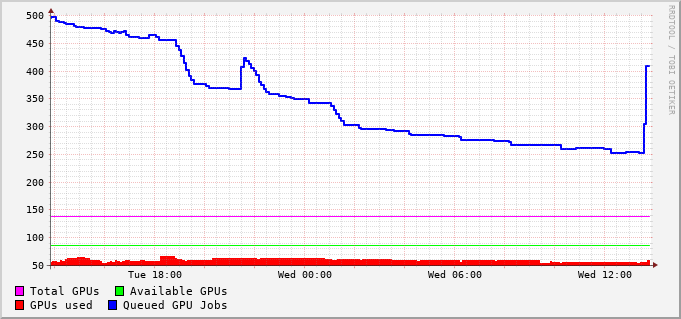 500
450
400
350
300
250
200
150
100
50
Tue 18:00 Wed 00:00 Wed 06:00 Wed 12:00
Total GPUs Available GPUs
GPUs used Queued GPU Jobs
RRDTOOL / TOBI OETIKER